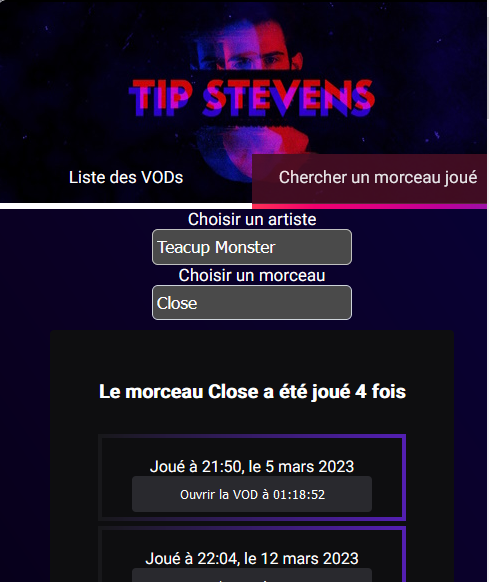 TIP STEVENS
Liste des VODs
Chercher un morceau joué
Choisir un artiste
Teacup Monster
Choisir un morceau
Close
Le morceau Close a été joué 4 fois
Joué à 21:50, le 5 mars 2023
Ouvrir la VOD à 01:18:52
Joué à 22:04, le 12 mars 2023